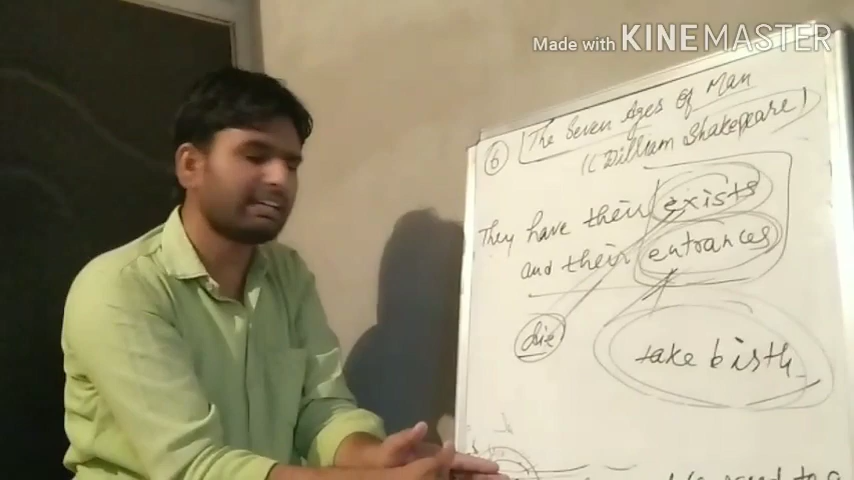 Made with KINEMASTER
6 The Seven Ages of Man
(William Shakespeare)
They have their exists
and their entrances
die
take birth